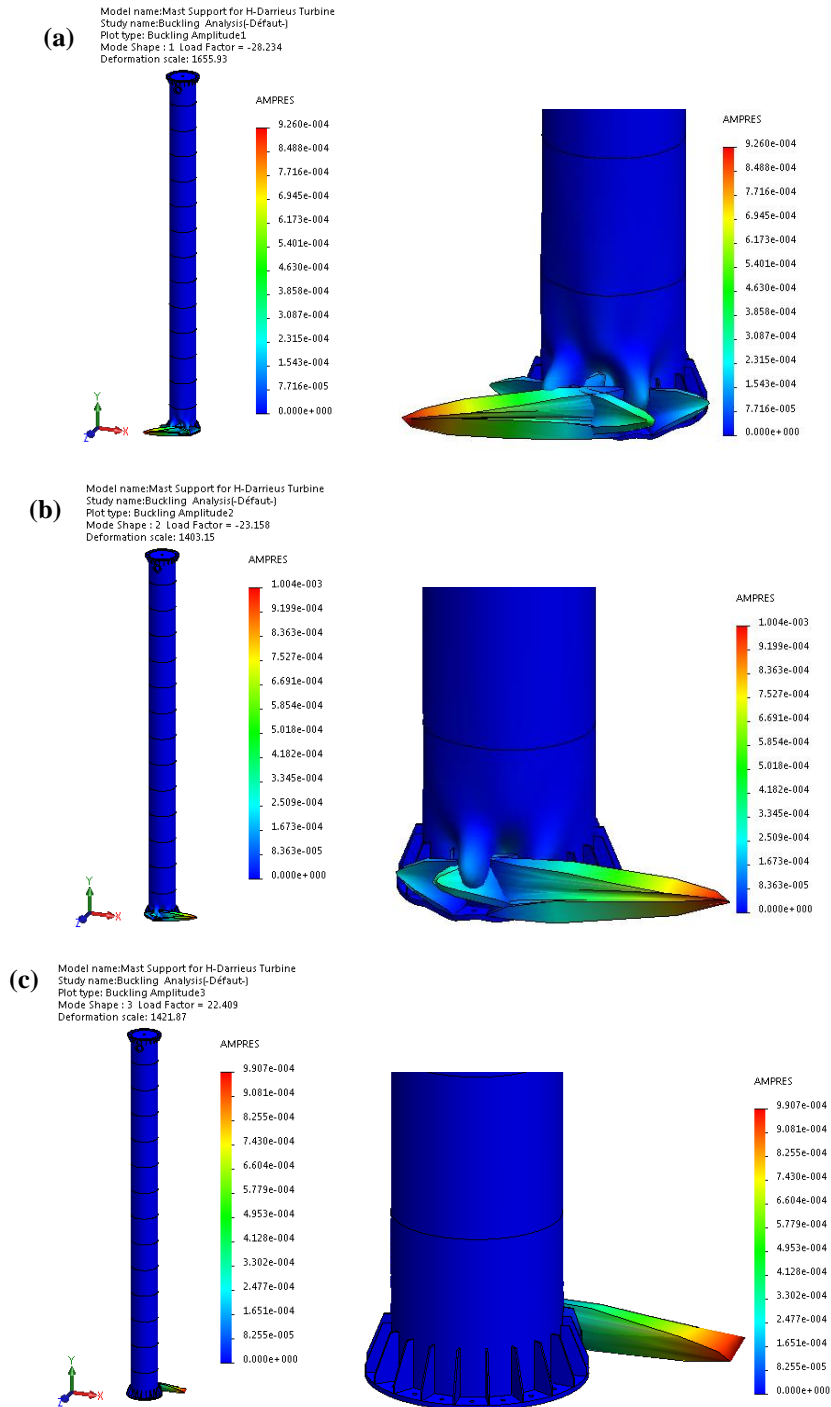 (a)
Model name:Mast Support for H-Darrieus Turbine
Study name:Buckling Analysis(-Défaut-)
Plot type: Buckling Amplitude1
Mode Shape : 1 Load Factor = -28.234
Deformation scale: 1655.93
AMPRES
9.260e-004
8.488e-004
7.716e-004
6.945e-004
6.173e-004
5.401e-004
4.630e-004
3.858e-004
3.087e-004
2.315e-004
1.543e-004
7.716e-005
0.000e+000
Y
X
Z
AMPRES
9.260e-004
8.488e-004
7.716e-004
6.945e-004
6.173e-004
5.401e-004
4.630e-004
3.858e-004
3.087e-004
2.315e-004
1.543e-004
7.716e-005
0.000e+000
(b)
Model name:Mast Support for H-Darrieus Turbine
Study name:Buckling Analysis(-Défaut-)
Plot type: Buckling Amplitude2
Mode Shape : 2 Load Factor = -23.158
Deformation scale: 1403.15
AMPRES
1.004e-003
9.199e-004
8.363e-004
7.527e-004
6.691e-004
5.854e-004
5.018e-004
4.182e-004
3.345e-004
2.509e-004
1.673e-004
8.363e-005
0.000e+000
Y
X
Z
AMPRES
1.004e-003
9.199e-004
8.363e-004
7.527e-004
6.691e-004
5.854e-004
5.018e-004
4.182e-004
3.345e-004
2.509e-004
1.673e-004
8.363e-005
0.000e+000
(c)
Model name:Mast Support for H-Darrieus Turbine
Study name:Buckling Analysis(-Défaut-)
Plot type: Buckling Amplitude3
Mode Shape : 3 Load Factor = 22.409
Deformation scale: 1421.87
AMPRES
9.907e-004
9.081e-004
8.255e-004
7.430e-004
6.604e-004
5.779e-004
4.953e-004
4.128e-004
3.302e-004
2.477e-004
1.651e-004
8.255e-005
0.000e+000
Y
X
Z
AMPRES
9.907e-004
9.081e-004
8.255e-004
7.430e-004
6.604e-004
5.779e-004
4.953e-004
4.128e-004
3.302e-004
2.477e-004
1.651e-004
8.255e-005
0.000e+000